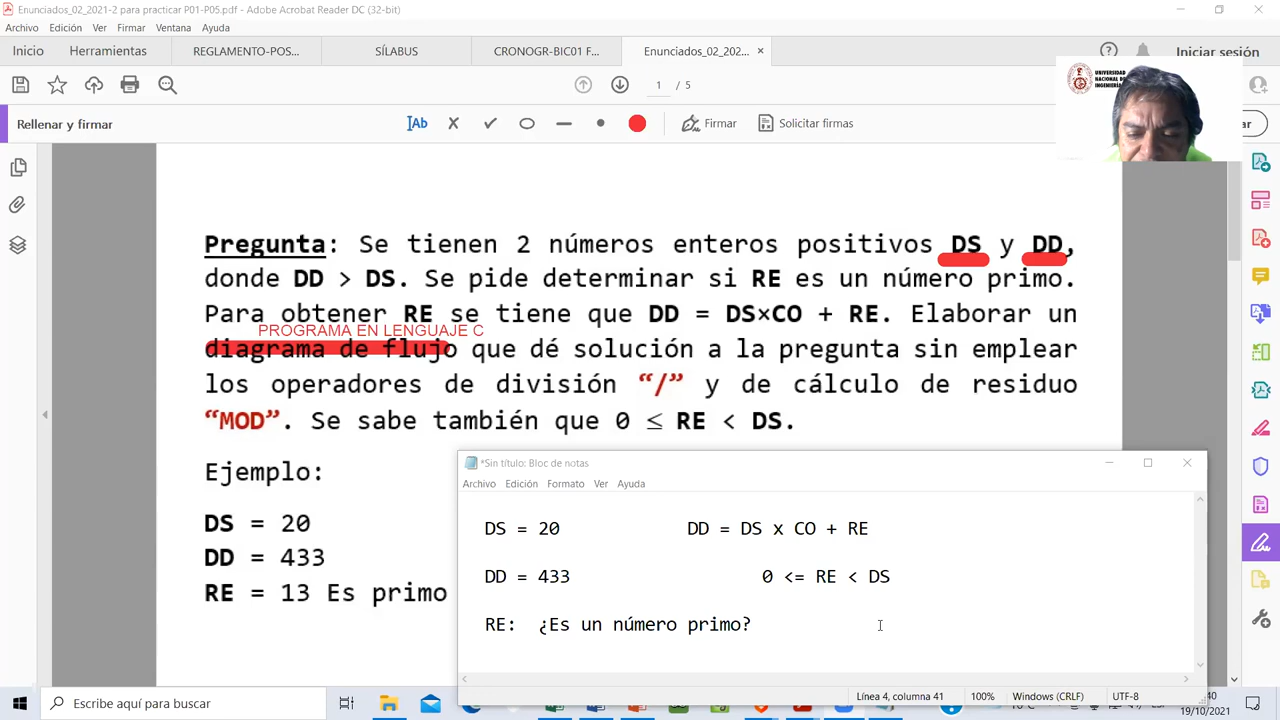 Enunciados_02_2021-2 para practicar P01-P05.pdf - Adobe Acrobat Reader DC (32-bit)
Archivo Edición Ver Firmar Ventana Ayuda
Inicio Herramientas REGLAMENTO-POS... SÍLABUS CRONOGR-BIC01 F... Enunciados_02_202... × Iniciar sesión
1 / 5
UNIVERSIDAD
NACIONAL DE
INGENIERÍA
Rellenar y firmar Ab Firmar Solicitar firmas
Pregunta: Se tienen 2 números enteros positivos DS y DD,
donde DD > DS. Se pide determinar si RE es un número primo.
Para obtener RE se tiene que DD = DS×CO + RE. Elaborar un
PROGRAMA EN LENGUAJE C
diagrama de flujo que dé solución a la pregunta sin emplear
los operadores de división “/” y de cálculo de residuo
“MOD”. Se sabe también que 0 ≤ RE < DS.
Ejemplo:
DS = 20
DD = 433
RE = 13 Es primo
*Sin título: Bloc de notas
Archivo Edición Formato Ver Ayuda
DS = 20 DD = DS x CO + RE
DD = 433 0 <= RE < DS
RE: ¿Es un número primo?
Línea 4, columna 41 100% Windows (CRLF) UTF-8
Escribe aquí para buscar
19/10/2021